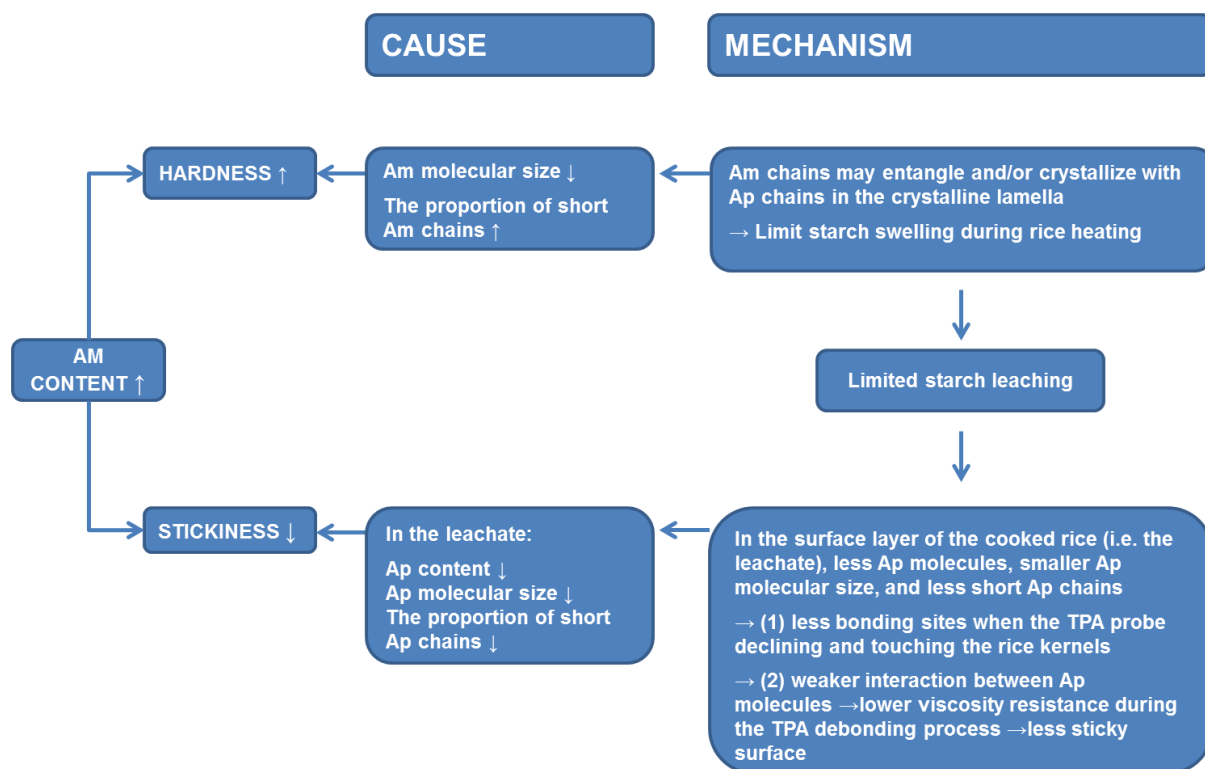 CAUSE
MECHANISM
HARDNESS ↑
Am molecular size ↓
The proportion of short
Am chains ↑
Am chains may entangle and/or crystallize with
Ap chains in the crystalline lamella
→ Limit starch swelling during rice heating
AM
CONTENT ↑
Limited starch leaching
STICKINESS ↓
In the leachate:
Ap content ↓
Ap molecular size ↓
The proportion of short
Ap chains ↓
In the surface layer of the cooked rice (i.e. the
leachate), less Ap molecules, smaller Ap
molecular size, and less short Ap chains
→ (1) less bonding sites when the TPA probe
declining and touching the rice kernels
→ (2) weaker interaction between Ap
molecules →lower viscosity resistance during
the TPA debonding process →less sticky
surface